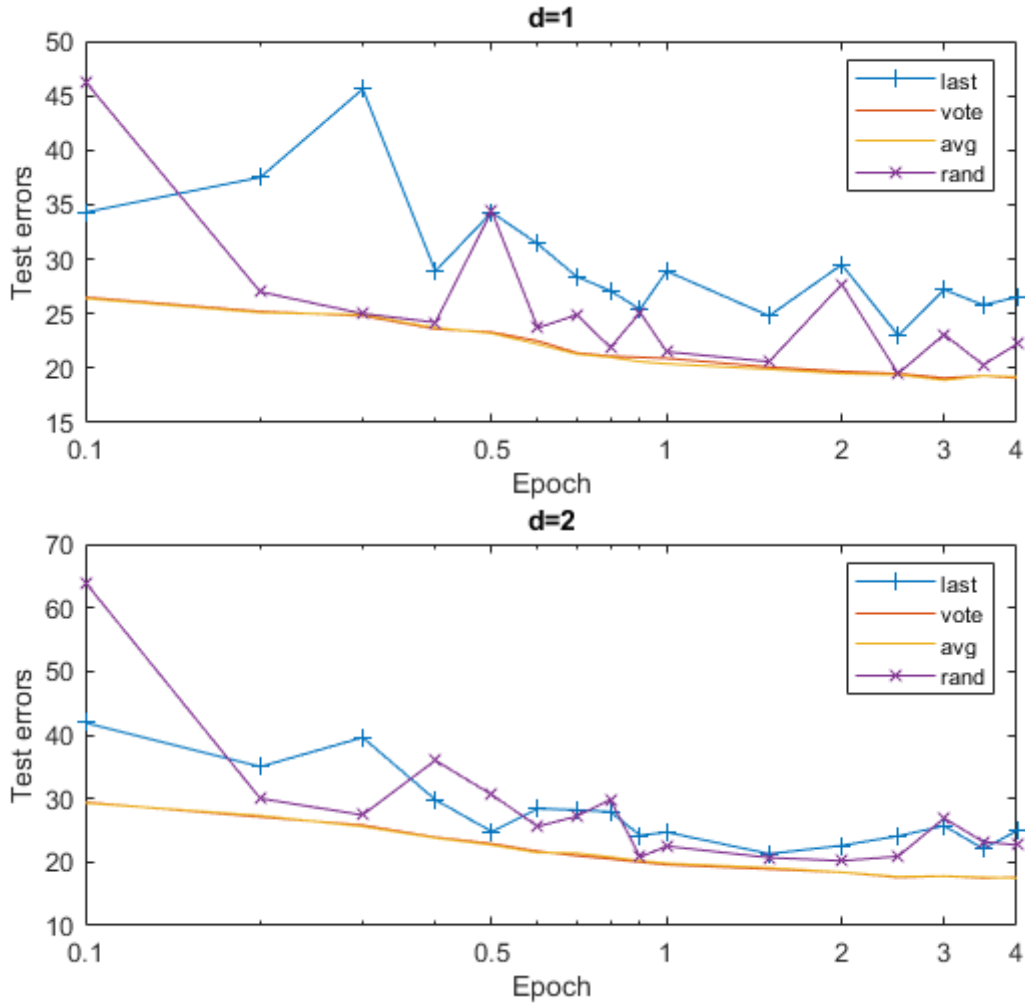 d=1
50
45
40
35
30
25
20
15
Test errors
last
vote
avg
rand
0.1 0.5 1 2 3 4
Epoch
d=2
70
60
50
40
30
20
10
Test errors
last
vote
avg
rand
0.1 0.5 1 2 3 4
Epoch